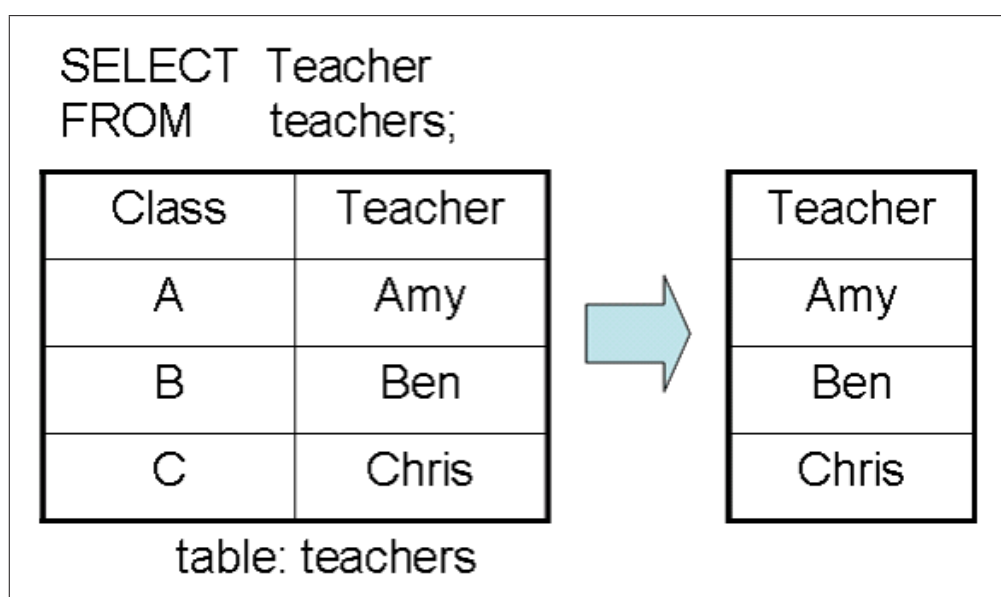 SELECT Teacher
FROM teachers;
Class Teacher
A Amy
B Ben
C Chris
table: teachers
Teacher
Amy
Ben
Chris